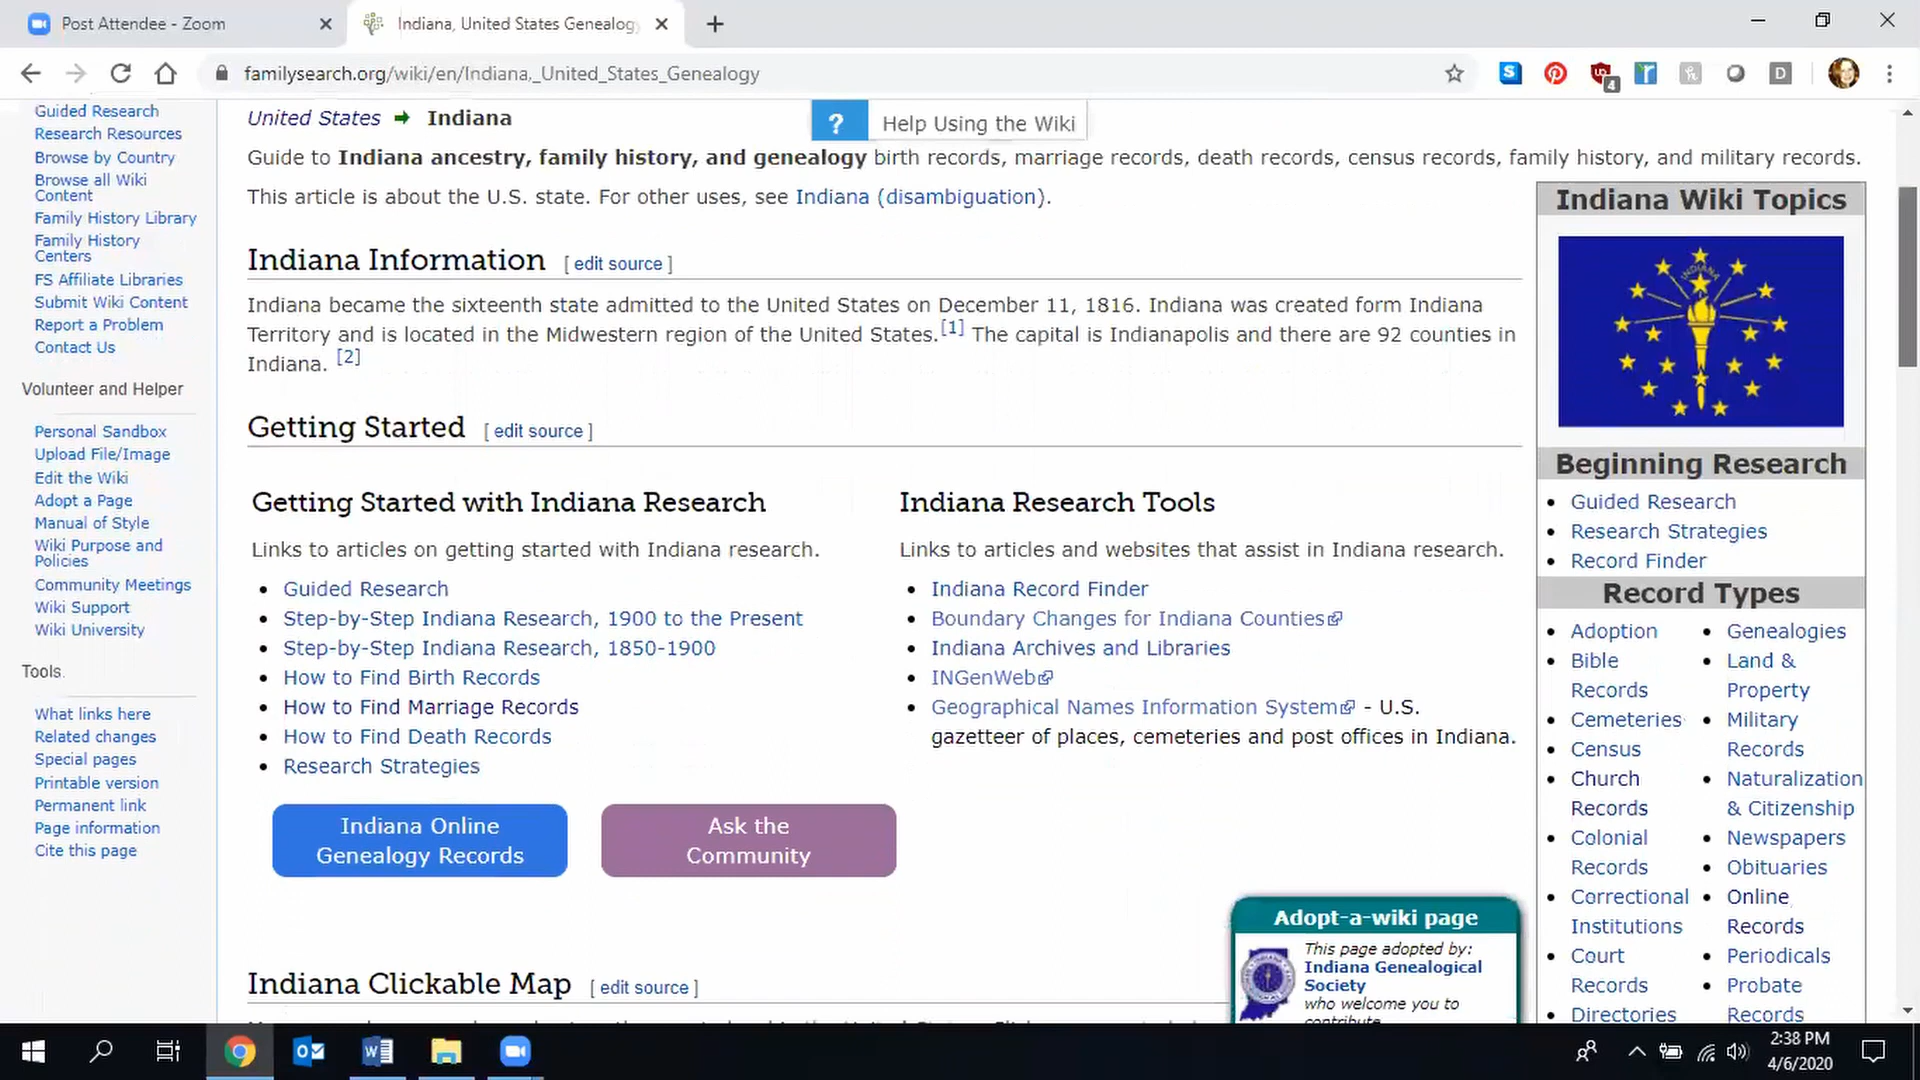 Post Attendee - Zoom
Indiana, United States Genealog
familysearch.org/wiki/en/Indiana,_United_States_Genealogy
4
D
Guided Research
Research Resources
Browse by Country
Browse all Wiki
Content
Family History Library
Family History
Centers
FS Affiliate Libraries
Submit Wiki Content
Report a Problem
Contact Us
Volunteer and Helper
Personal Sandbox
Upload File/Image
Edit the Wiki
Adopt a Page
Manual of Style
Wiki Purpose and
Policies
Community Meetings
Wiki Support
Wiki University
Tools
What links here
Related changes
Special pages
Printable version
Permanent link
Page information
Cite this page
United States ➜ Indiana
? Help Using the Wiki
Guide to Indiana ancestry, family history, and genealogy birth records, marriage records, death records, census records, family history, and military records.
This article is about the U.S. state. For other uses, see Indiana (disambiguation).
Indiana Information [ edit source ]
Indiana became the sixteenth state admitted to the United States on December 11, 1816. Indiana was created form Indiana
Territory and is located in the Midwestern region of the United States.[1] The capital is Indianapolis and there are 92 counties in
Indiana. [2]
Getting Started [ edit source ]
Getting Started with Indiana Research
Links to articles on getting started with Indiana research.
• Guided Research
• Step-by-Step Indiana Research, 1900 to the Present
• Step-by-Step Indiana Research, 1850-1900
• How to Find Birth Records
• How to Find Marriage Records
• How to Find Death Records
• Research Strategies
Indiana Research Tools
Links to articles and websites that assist in Indiana research.
• Indiana Record Finder
• Boundary Changes for Indiana Counties
• Indiana Archives and Libraries
• INGenWeb
• Geographical Names Information System - U.S.
gazetteer of places, cemeteries and post offices in Indiana.
Indiana Online
Genealogy Records
Ask the
Community
Indiana Clickable Map [ edit source ]
Adopt-a-wiki page
This page adopted by:
Indiana Genealogical
Society
who welcome you to
contribute.
Indiana Wiki Topics
INDIANA
Beginning Research
• Guided Research
• Research Strategies
• Record Finder
Record Types
• Adoption
• Bible
Records
• Cemeteries
• Census
• Church
Records
• Colonial
Records
• Correctional
Institutions
• Court
Records
• Directories
• Genealogies
• Land &
Property
• Military
Records
• Naturalization
& Citizenship
• Newspapers
• Obituaries
• Online
Records
• Periodicals
• Probate
Records
2:38 PM
4/6/2020